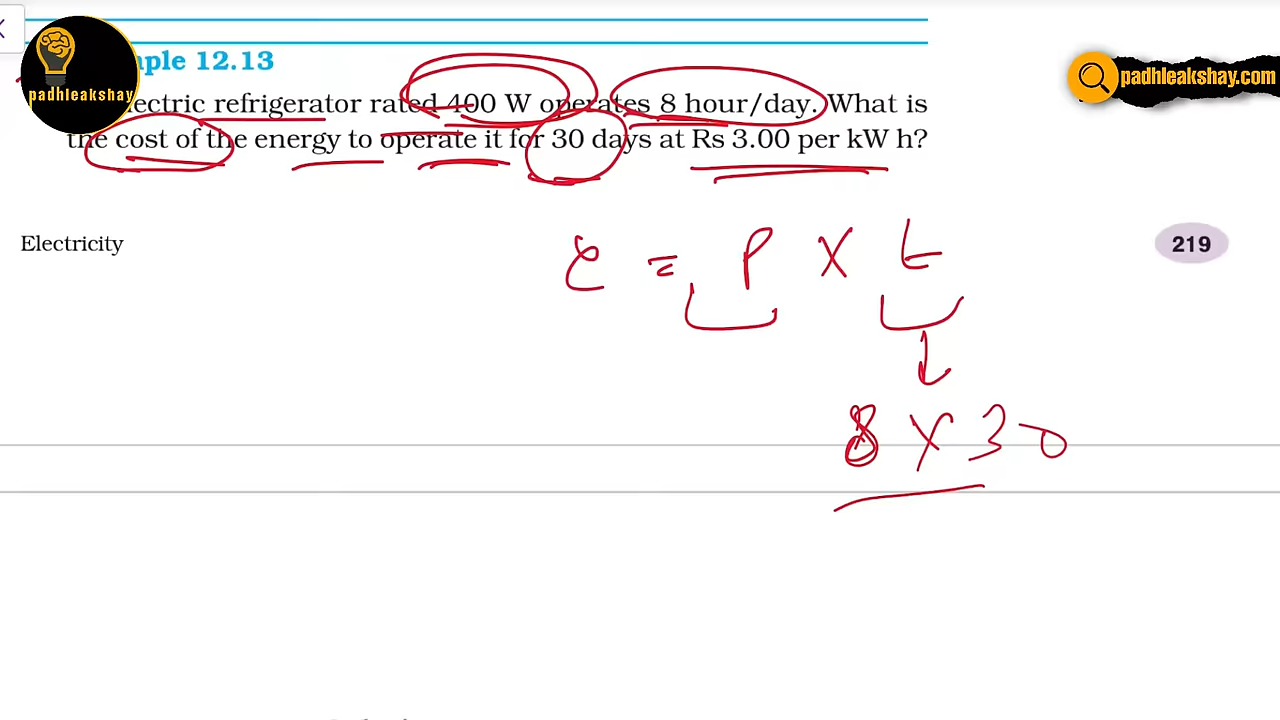 padhleakshay
padhleakshay.com
ple 12.13
ectric refrigerator rated 400 W operates 8 hour/day. What is
the cost of the energy to operate it for 30 days at Rs 3.00 per kW h?
Electricity
219
e = P X t
8 X 30